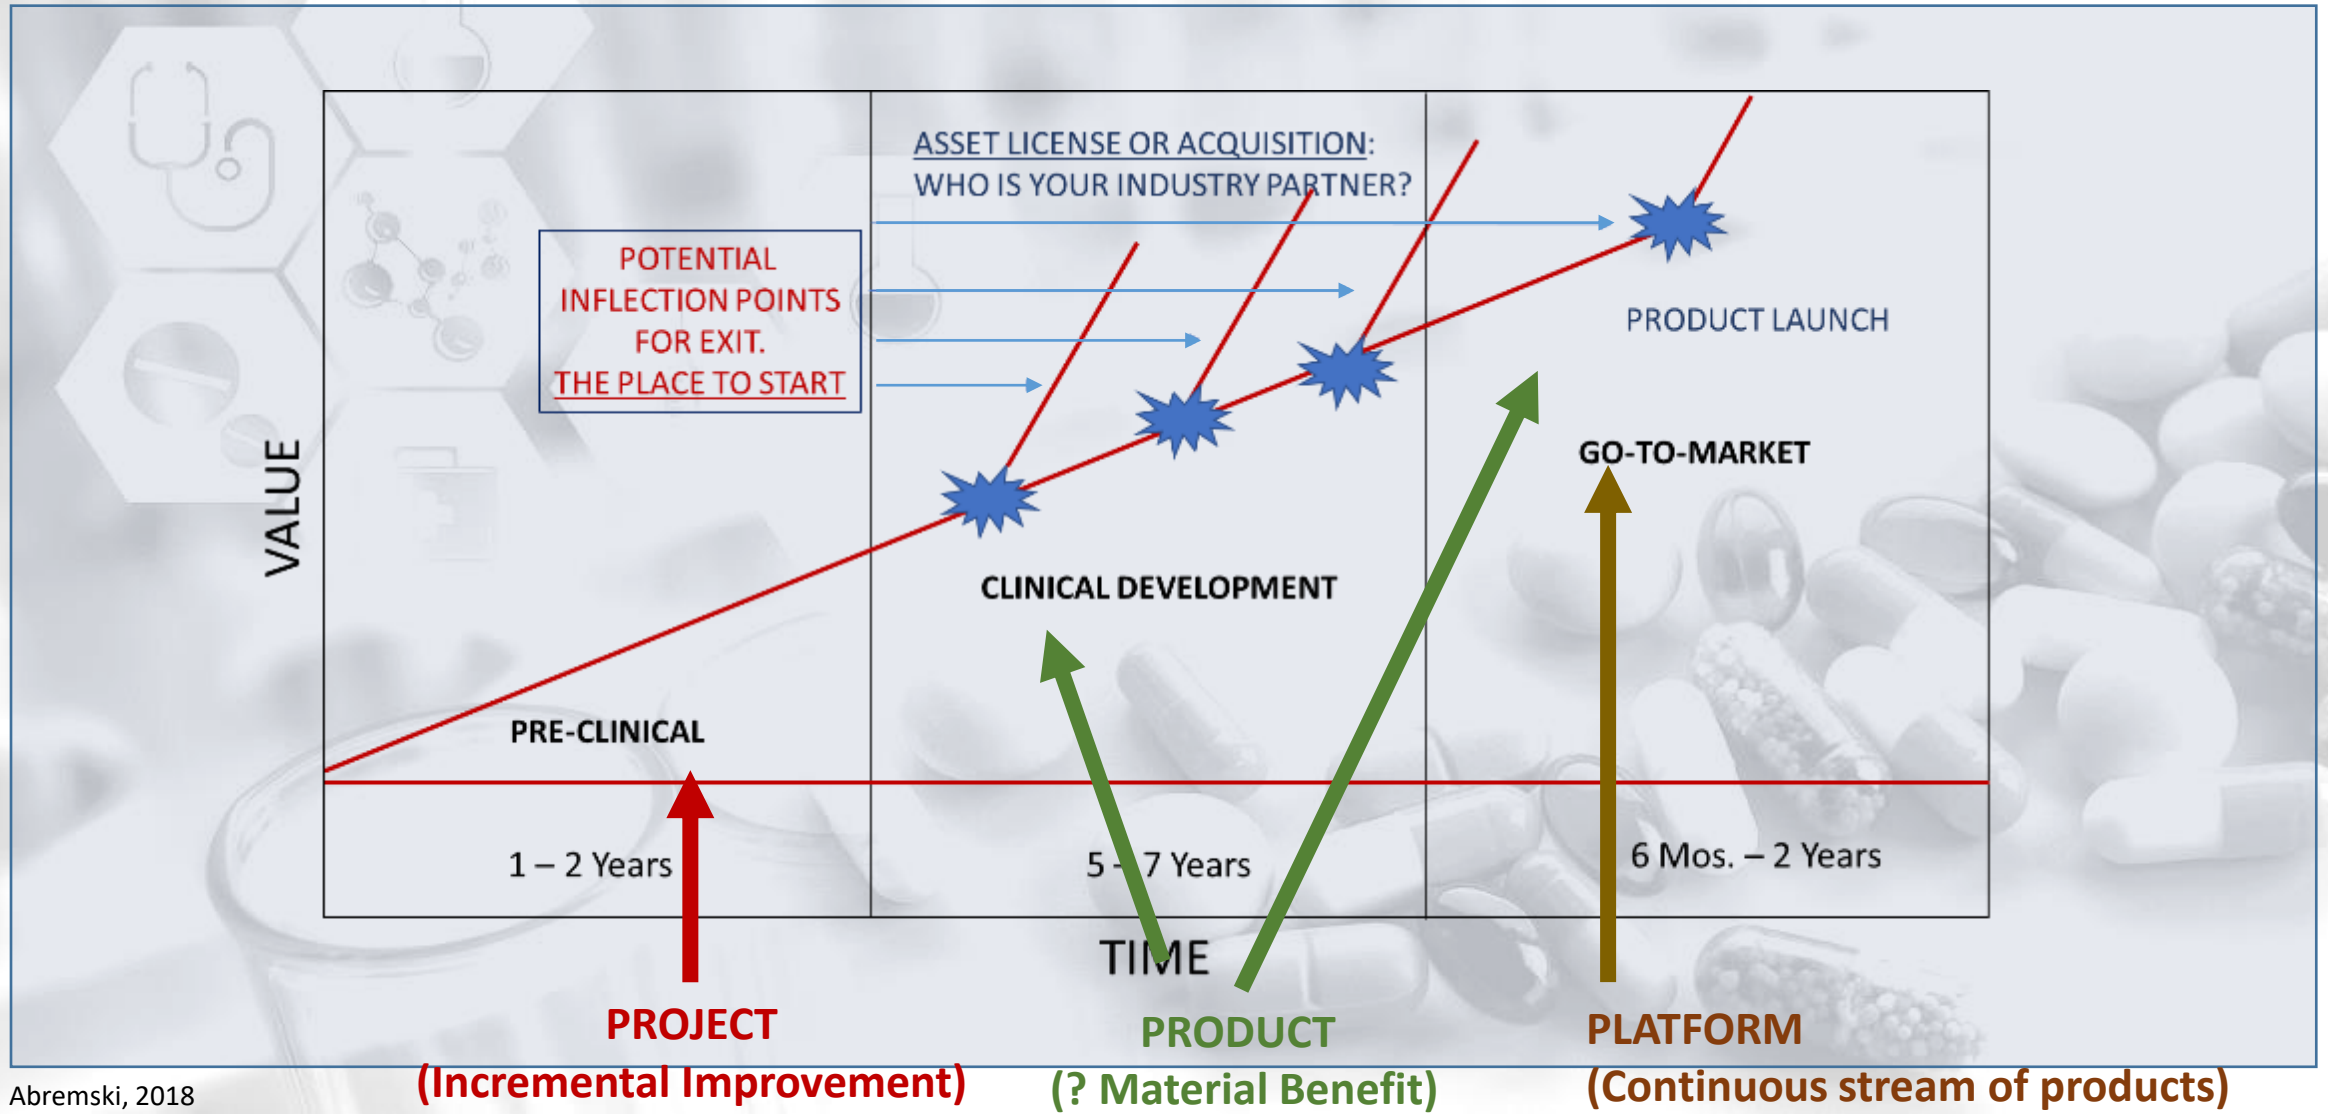 ASSET LICENSE OR ACQUISITION:
WHO IS YOUR INDUSTRY PARTNER?
POTENTIAL
INFLECTION POINTS
FOR EXIT.
THE PLACE TO START
PRODUCT LAUNCH
GO-TO-MARKET
VALUE
CLINICAL DEVELOPMENT
PRE-CLINICAL
1 – 2 Years
5 – 7 Years
6 Mos. – 2 Years
TIME
PROJECT
(Incremental Improvement)
PRODUCT
(? Material Benefit)
PLATFORM
(Continuous stream of products)
Abremski, 2018